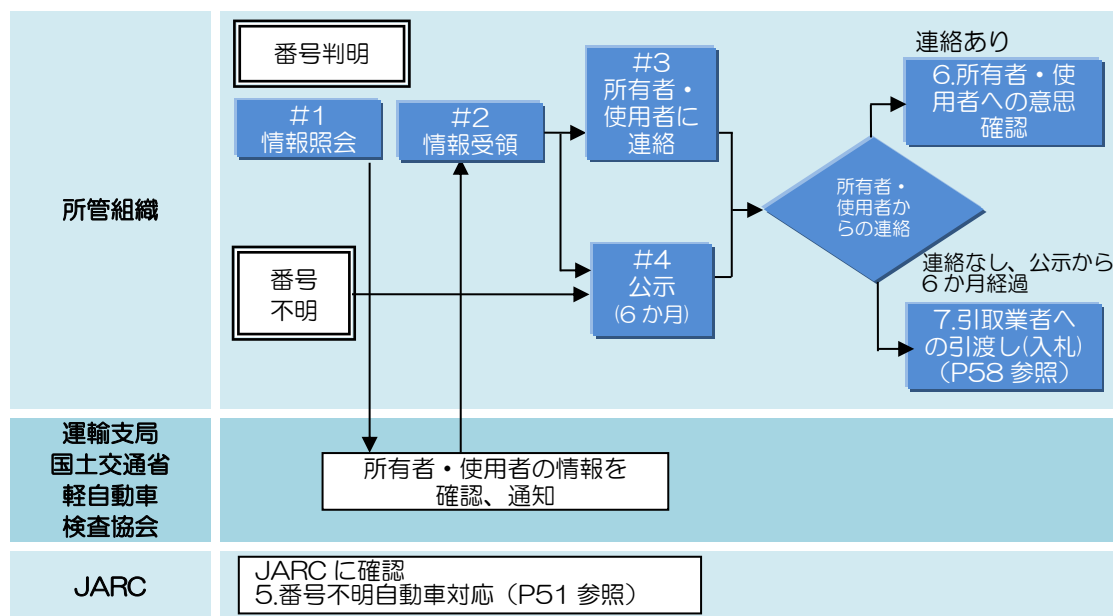 所管組織
番号判明
#1
情報照会
#2
情報受領
#3
所有者・
使用者に
連絡
番号
不明
#4
公示
(6か月)
所有者・
使用者か
らの連絡
連絡あり
6.所有者・使
用者への意思
確認
連絡なし、公示から
6か月経過
7.引取業者へ
の引渡し(入札)
（P58 参照）
運輸支局
国土交通省
軽自動車
検査協会
所有者・使用者の情報を
確認、通知
JARC
JARC に確認
5.番号不明自動車対応（P51 参照）